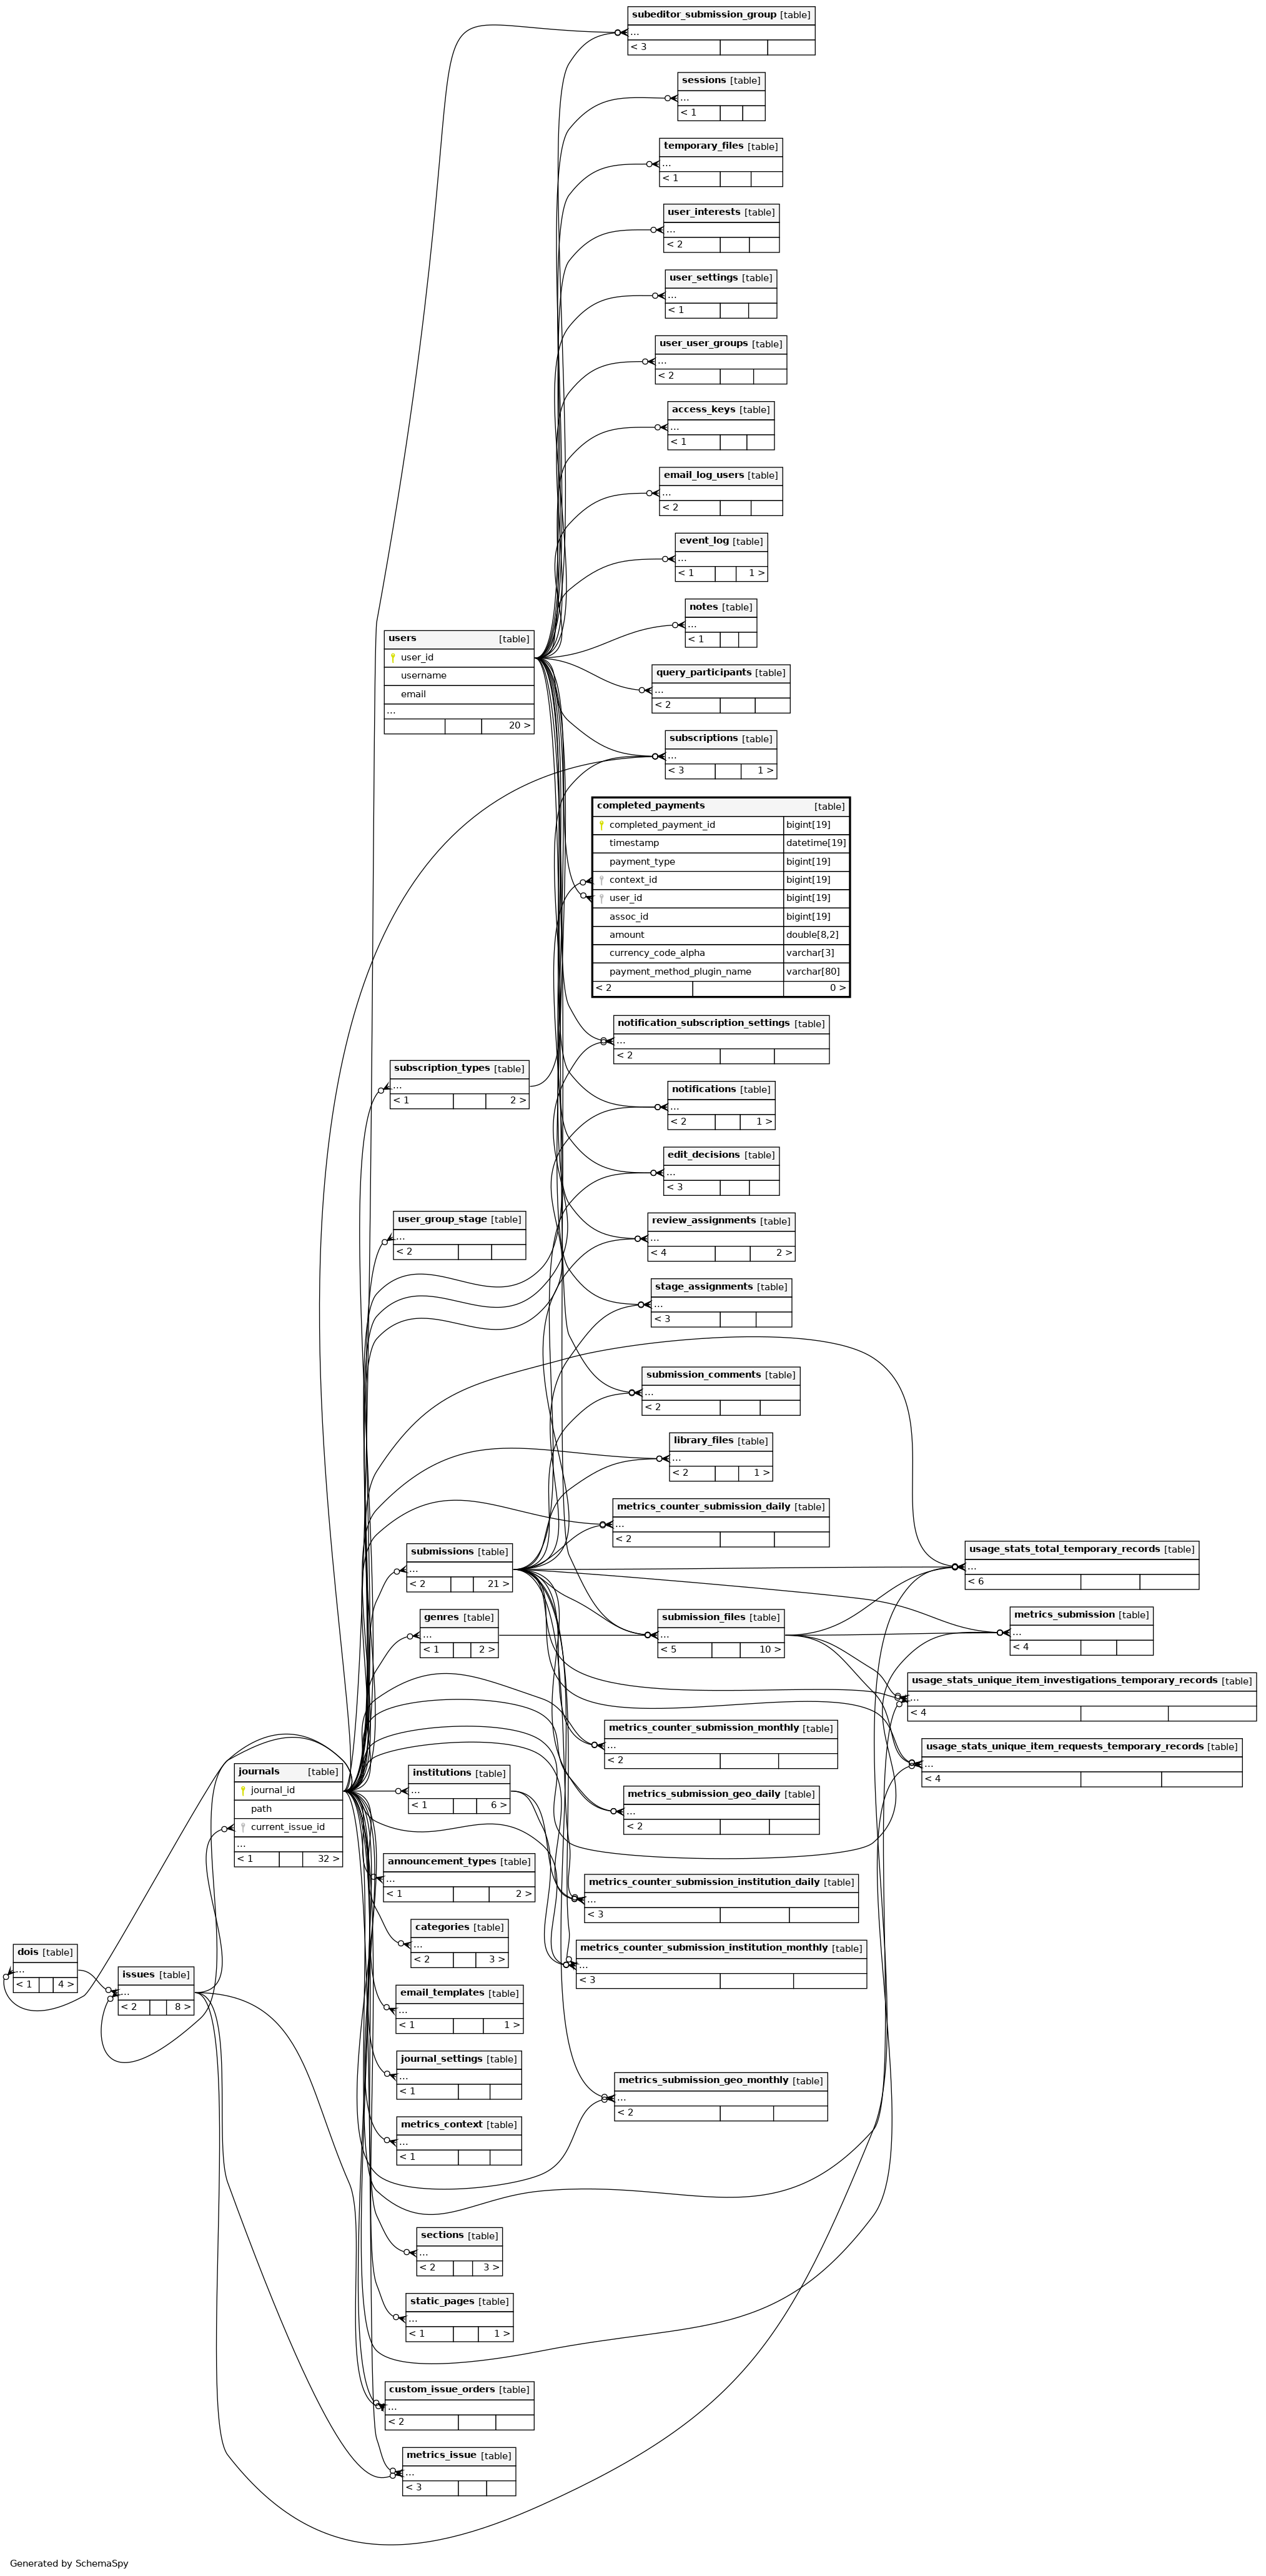 subeditor_submission_group [table]
...
< 3
sessions [table]
...
< 1
temporary_files [table]
...
< 1
user_interests [table]
...
< 2
user_settings [table]
...
< 1
user_user_groups [table]
...
< 2
access_keys [table]
...
< 1
email_log_users [table]
...
< 2
event_log [table]
...
< 1 1 >
notes [table]
...
< 1
users [table]
user_id
username
email
...
20 >
query_participants [table]
...
< 2
subscriptions [table]
...
< 3 1 >
completed_payments [table]
completed_payment_id bigint[19]
timestamp datetime[19]
payment_type bigint[19]
context_id bigint[19]
user_id bigint[19]
assoc_id bigint[19]
amount double[8,2]
currency_code_alpha varchar[3]
payment_method_plugin_name varchar[80]
< 2 0 >
notification_subscription_settings [table]
...
< 2
subscription_types [table]
...
< 1 2 >
notifications [table]
...
< 2 1 >
edit_decisions [table]
...
< 3
user_group_stage [table]
...
< 2
review_assignments [table]
...
< 4 2 >
stage_assignments [table]
...
< 3
submission_comments [table]
...
< 2
library_files [table]
...
< 2 1 >
metrics_counter_submission_daily [table]
...
< 2
submissions [table]
...
< 2 21 >
usage_stats_total_temporary_records [table]
...
< 6
genres [table]
...
< 1 2 >
submission_files [table]
...
< 5 10 >
metrics_submission [table]
...
< 4
usage_stats_unique_item_investigations_temporary_records [table]
...
< 4
metrics_counter_submission_monthly [table]
...
< 2
usage_stats_unique_item_requests_temporary_records [table]
...
< 4
journals [table]
journal_id
path
current_issue_id
...
< 1 32 >
institutions [table]
...
< 1 6 >
metrics_submission_geo_daily [table]
...
< 2
announcement_types [table]
...
< 1 2 >
metrics_counter_submission_institution_daily [table]
...
< 3
categories [table]
...
< 2 3 >
metrics_counter_submission_institution_monthly [table]
...
< 3
dois [table]
...
< 1 4 >
issues [table]
...
< 2 8 >
email_templates [table]
...
< 1 1 >
journal_settings [table]
...
< 1
metrics_submission_geo_monthly [table]
...
< 2
metrics_context [table]
...
< 1
sections [table]
...
< 2 3 >
static_pages [table]
...
< 1 1 >
custom_issue_orders [table]
...
< 2
metrics_issue [table]
...
< 3
Generated by SchemaSpy